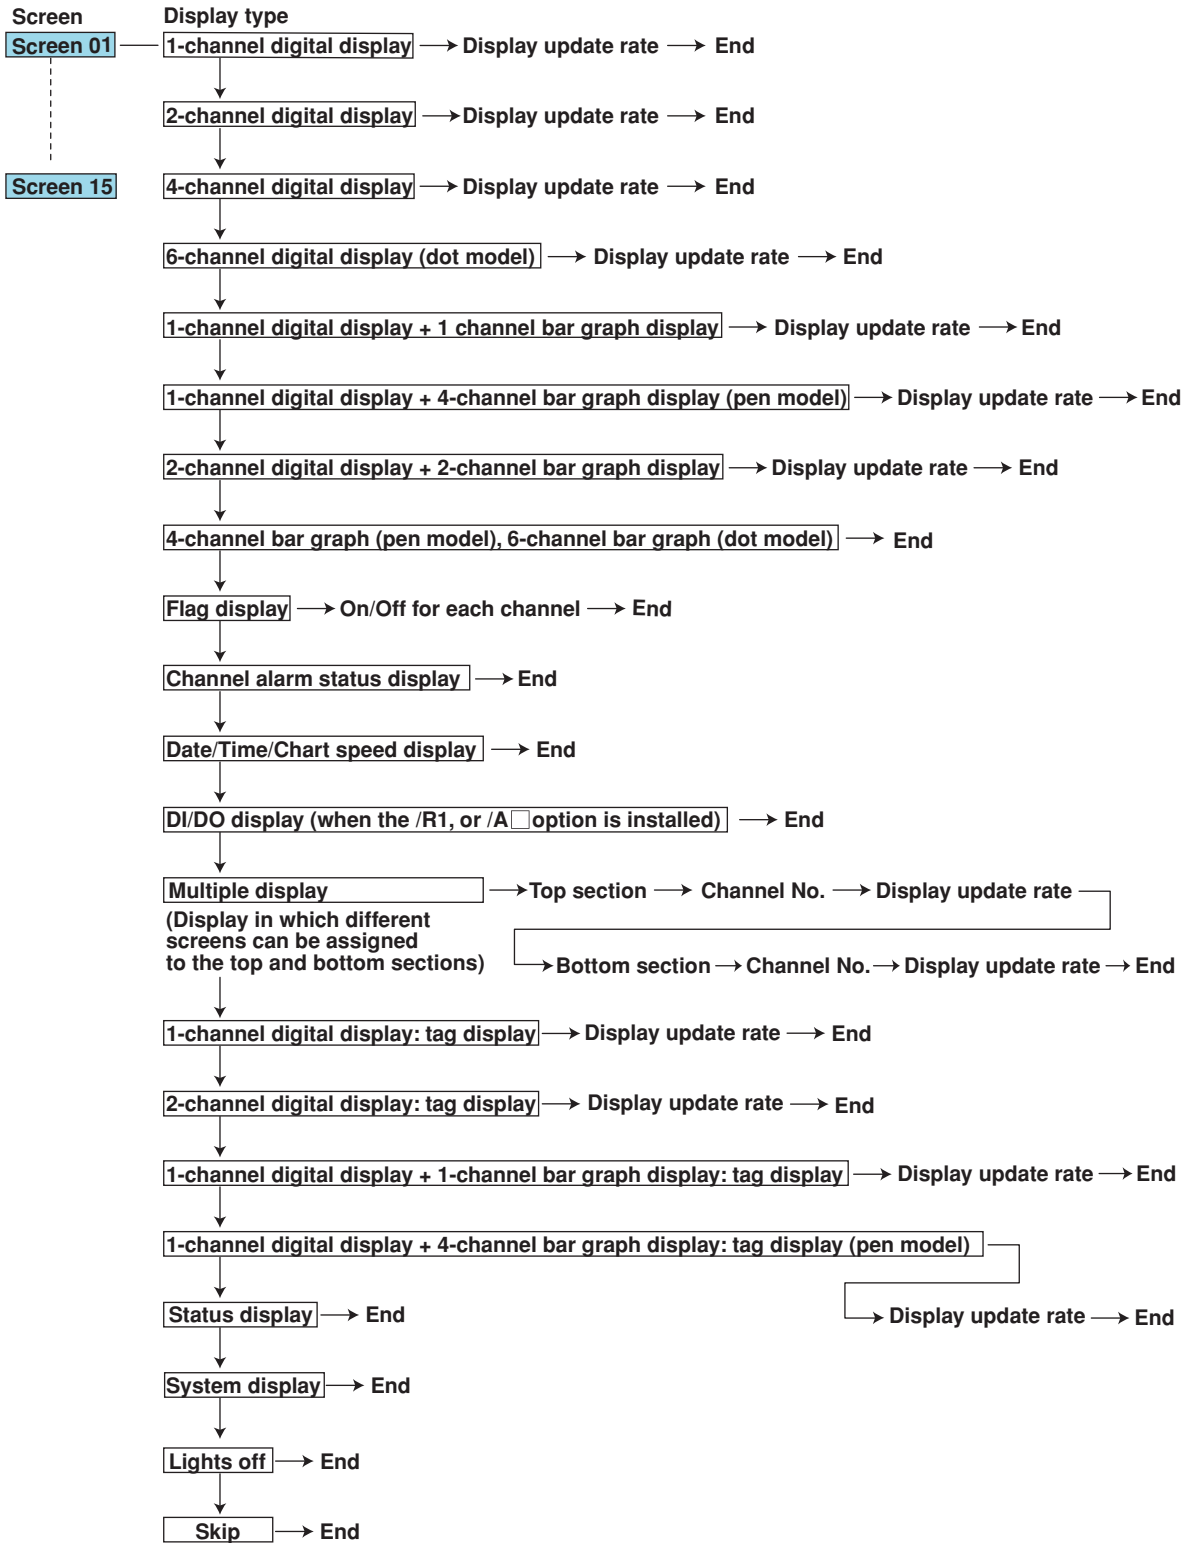 Screen
Display type
Screen 01
1-channel digital display
Display update rate
End
2-channel digital display
Display update rate
End
Screen 15
4-channel digital display
Display update rate
End
6-channel digital display (dot model)
Display update rate
End
1-channel digital display + 1 channel bar graph display
Display update rate
End
1-channel digital display + 4-channel bar graph display (pen model)
Display update rate
End
2-channel digital display + 2-channel bar graph display
Display update rate
End
4-channel bar graph (pen model), 6-channel bar graph (dot model)
End
Flag display
On/Off for each channel
End
Channel alarm status display
End
Date/Time/Chart speed display
End
DI/DO display (when the /R1, or /A□ option is installed)
End
Multiple display
Top section
Channel No.
Display update rate
(Display in which different
screens can be assigned
to the top and bottom sections)
Bottom section
Channel No.
Display update rate
End
1-channel digital display: tag display
Display update rate
End
2-channel digital display: tag display
Display update rate
End
1-channel digital display + 1-channel bar graph display: tag display
Display update rate
End
1-channel digital display + 4-channel bar graph display: tag display (pen model)
Status display
End
Display update rate
End
System display
End
Lights off
End
Skip
End